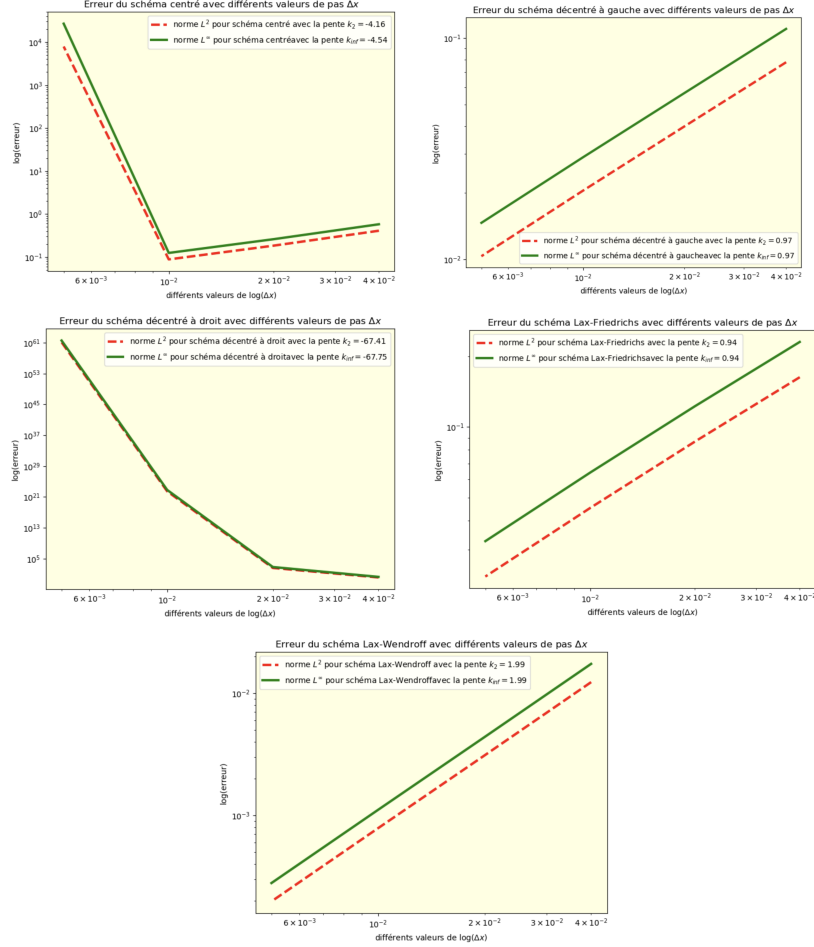 Erreur du schéma centré avec différents valeurs de pas Δx
norme L² pour schéma centré avec la pente k₂ = -4.16
norme L^∞ pour schéma centréavec la pente k_inf = -4.54
log(erreur)
10⁴
10³
10²
10¹
10⁰
10⁻¹
6 × 10⁻³
10⁻²
2 × 10⁻²
3 × 10⁻²
4 × 10⁻²
différents valeurs de log(Δx)
Erreur du schéma décentré à gauche avec différents valeurs de pas Δx
log(erreur)
10⁻¹
10⁻²
norme L² pour schéma décentré à gauche avec la pente k₂ = 0.97
norme L^∞ pour schéma décentré à gaucheavec la pente k_inf = 0.97
6 × 10⁻³
10⁻²
2 × 10⁻²
3 × 10⁻²
4 × 10⁻²
différents valeurs de log(Δx)
Erreur du schéma décentré à droit avec différents valeurs de pas Δx
norme L² pour schéma décentré à droit avec la pente k₂ = -67.41
norme L^∞ pour schéma décentré à droitavec la pente k_inf = -67.75
log(erreur)
10⁶¹
10⁵³
10⁴⁵
10³⁷
10²⁹
10²¹
10¹³
10⁵
6 × 10⁻³
10⁻²
2 × 10⁻²
3 × 10⁻²
4 × 10⁻²
différents valeurs de log(Δx)
Erreur du schéma Lax-Friedrichs avec différents valeurs de pas Δx
norme L² pour schéma Lax-Friedrichs avec la pente k₂ = 0.94
norme L^∞ pour schéma Lax-Friedrichsavec la pente k_inf = 0.94
log(erreur)
10⁻¹
6 × 10⁻³
10⁻²
2 × 10⁻²
3 × 10⁻²
4 × 10⁻²
différents valeurs de log(Δx)
Erreur du schéma Lax-Wendroff avec différents valeurs de pas Δx
norme L² pour schéma Lax-Wendroff avec la pente k₂ = 1.99
norme L^∞ pour schéma Lax-Wendroffavec la pente k_inf = 1.99
log(erreur)
10⁻²
10⁻³
6 × 10⁻³
10⁻²
2 × 10⁻²
3 × 10⁻²
4 × 10⁻²
différents valeurs de log(Δx)